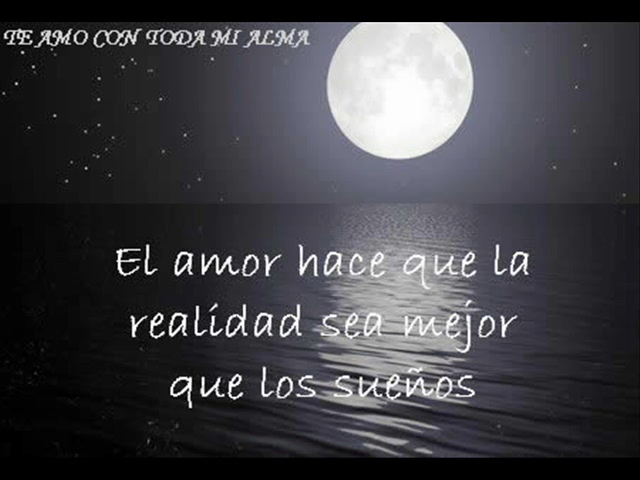 TE AMO CON TODA MI ALMA
El amor hace que la
realidad sea mejor
que los sueños